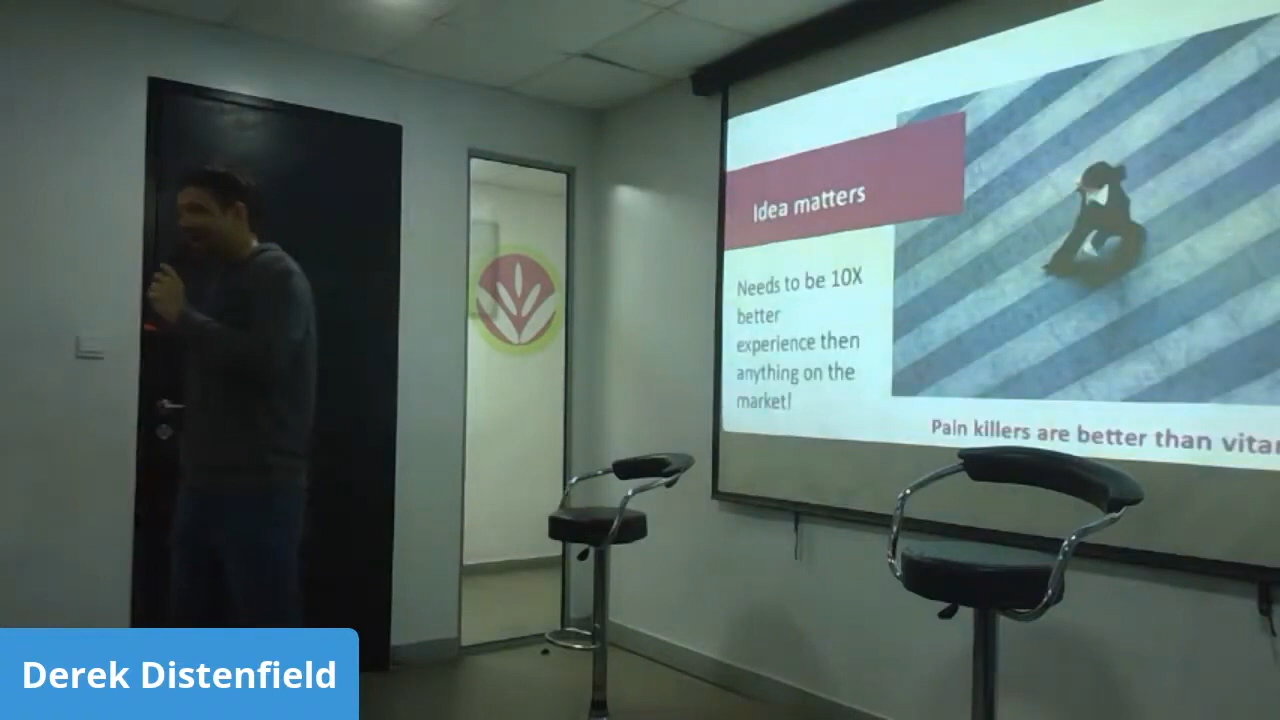 Idea matters
Needs to be 10X
better
experience then
anything on the
market!
Pain killers are better than
Derek Distenfield